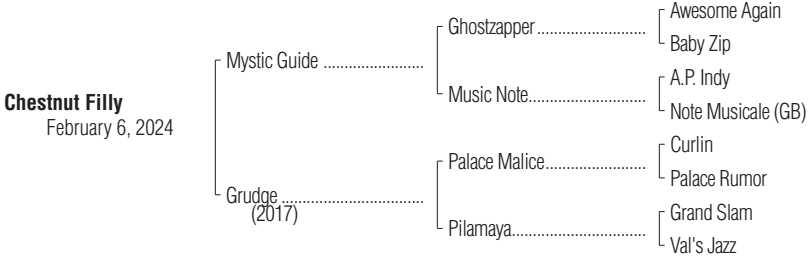 Awesome Again
Ghostzapper
Baby Zip
Mystic Guide
A.P. Indy
Music Note
Note Musicale (GB)
Chestnut Filly
February 6, 2024
Curlin
Palace Malice
Palace Rumor
Grudge
(2017)
Grand Slam
Pilamaya
Val's Jazz